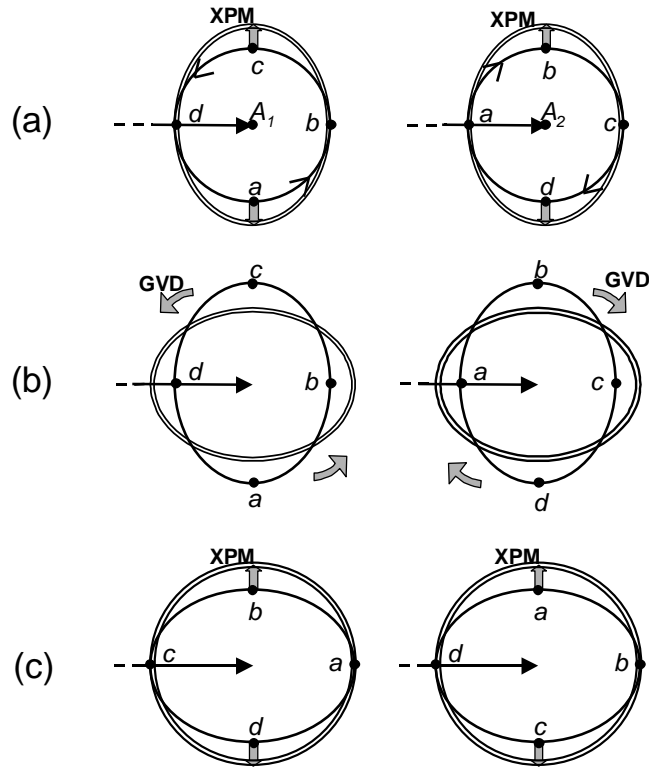 XPM XPM
c b
(a) d A1 b a A2 c
a d
c b
GVD GVD
(b) d b a c
a d
XPM XPM
b a
(c) c a d b
d c